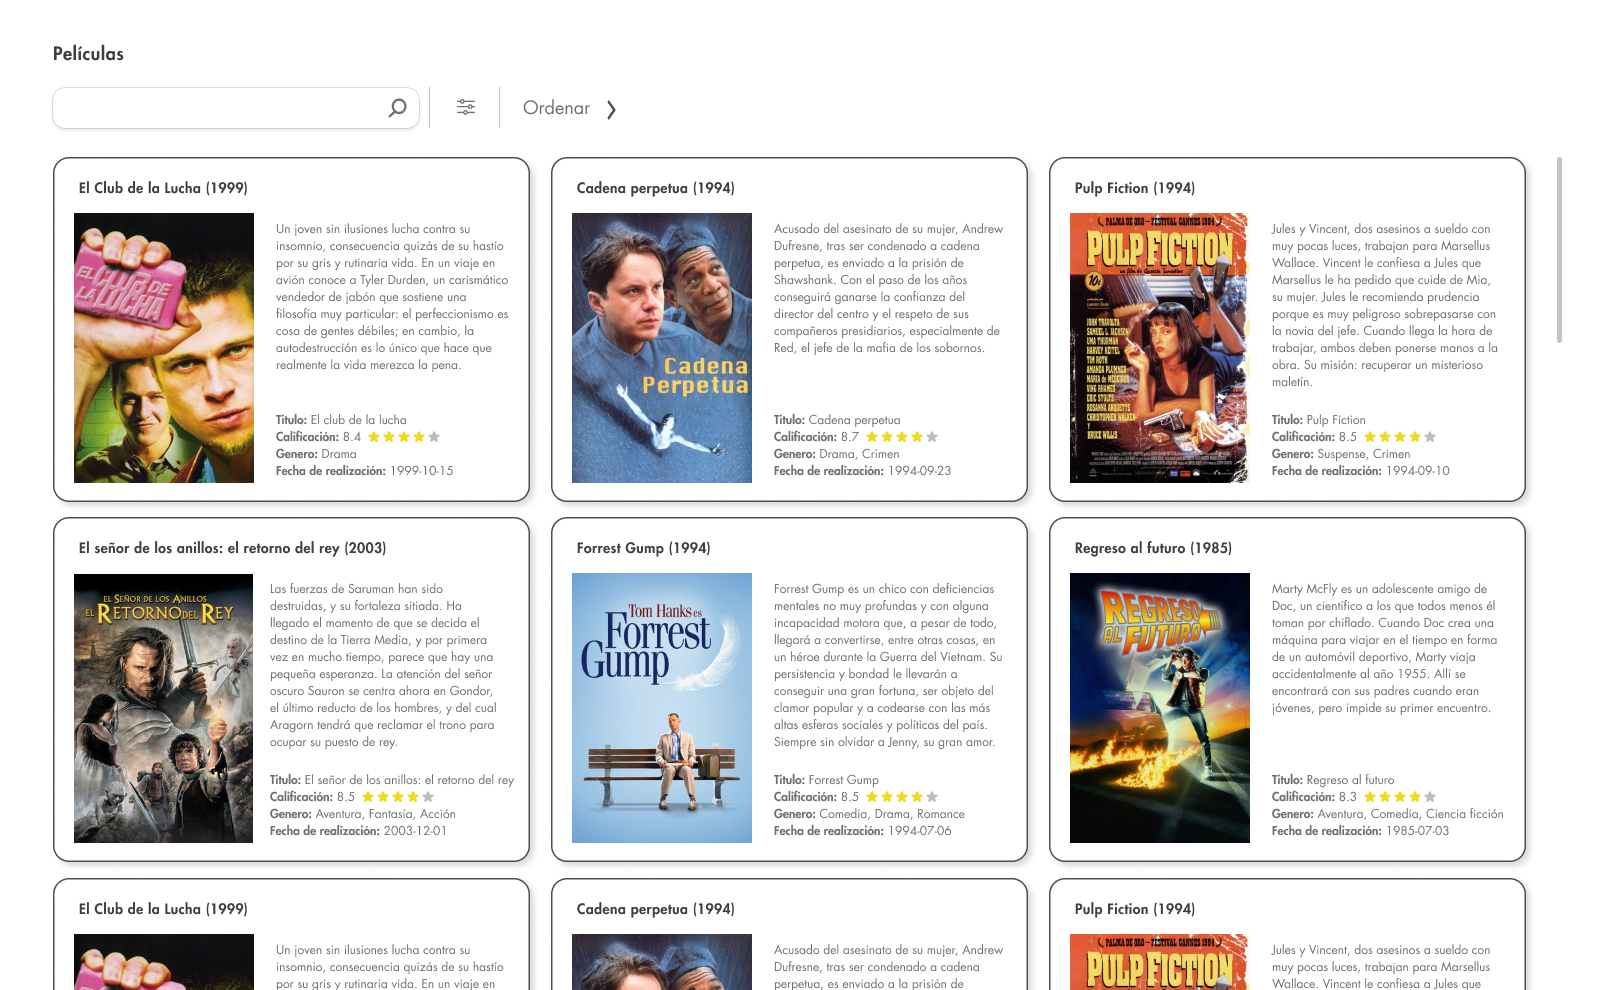 Películas
Ordenar
El Club de la Lucha (1999)
EL CLUB DE
LA LUCHA
Un joven sin ilusiones lucha contra su
insomnio, consecuencia quizás de su hastío
por su gris y rutinaria vida. En un viaje en
avión conoce a Tyler Durden, un carismático
vendedor de jabón que sostiene una
filosofía muy particular: el perfeccionismo es
cosa de gentes débiles; en cambio, la
autodestrucción es lo único que hace que
realmente la vida merezca la pena.
Titulo: El club de la lucha
Calificación: 8.4
Genero: Drama
Fecha de realización: 1999-10-15
Cadena perpetua (1994)
Cadena
Perpetua
Acusado del asesinato de su mujer, Andrew
Dufresne, tras ser condenado a cadena
perpetua, es enviado a la prisión de
Shawshank. Con el paso de los años
conseguirá ganarse la confianza del
director del centro y el respeto de sus
compañeros presidiarios, especialmente de
Red, el jefe de la mafia de los sobornos.
Titulo: Cadena perpetua
Calificación: 8.7
Genero: Drama, Crimen
Fecha de realización: 1994-09-23
Pulp Fiction (1994)
PALMA DE ORO - FESTIVAL CANNES 1994
PULP FICTION
un film de Quentin Tarantino
10¢
JOHN TRAVOLTA
SAMUEL L. JACKSON
UMA THURMAN
HARVEY KEITEL
TIM ROTH
AMANDA PLUMMER
MARIA de MEDEIROS
VING RHAMES
ERIC STOLTZ
ROSANNA ARQUETTE
CHRISTOPHER WALKEN
Y
BRUCE WILLIS
Jules y Vincent, dos asesinos a sueldo con
muy pocas luces, trabajan para Marsellus
Wallace. Vincent le confiesa a Jules que
Marsellus le ha pedido que cuide de Mia,
su mujer. Jules le recomienda prudencia
porque es muy peligroso sobrepasarse con
la novia del jefe. Cuando llega la hora de
trabajar, ambos deben ponerse manos a la
obra. Su misión: recuperar un misterioso
maletín.
Titulo: Pulp Fiction
Calificación: 8.5
Genero: Suspense, Crimen
Fecha de realización: 1994-09-10
El señor de los anillos: el retorno del rey (2003)
EL SEÑOR DE LOS ANILLOS
EL RETORNO DEL REY
Las fuerzas de Saruman han sido
destruidas, y su fortaleza sitiada. Ha
llegado el momento de que se decida el
destino de la Tierra Media, y por primera
vez en mucho tiempo, parece que hay una
pequeña esperanza. La atención del señor
oscuro Sauron se centra ahora en Gondor,
el último reducto de los hombres, y del cual
Aragorn tendrá que reclamar el trono para
ocupar su puesto de rey.
Titulo: El señor de los anillos: el retorno del rey
Calificación: 8.5
Genero: Aventura, Fantasía, Acción
Fecha de realización: 2003-12-01
Forrest Gump (1994)
Tom Hanks es
Forrest
Gump
Forrest Gump es un chico con deficiencias
mentales no muy profundas y con alguna
incapacidad motora que, a pesar de todo,
llegará a convertirse, entre otras cosas, en
un héroe durante la Guerra del Vietnam. Su
persistencia y bondad le llevarán a
conseguir una gran fortuna, ser objeto del
clamor popular y a codearse con las más
altas esferas sociales y políticas del país.
Siempre sin olvidar a Jenny, su gran amor.
Titulo: Forrest Gump
Calificación: 8.5
Genero: Comedia, Drama, Romance
Fecha de realización: 1994-07-06
Regreso al futuro (1985)
REGRESO
AL FUTURO
Marty McFly es un adolescente amigo de
Doc, un científico a los que todos menos él
toman por chiflado. Cuando Doc crea una
máquina para viajar en el tiempo en forma
de un automóvil deportivo, Marty viaja
accidentalmente al año 1955. Allí se
encontrará con sus padres cuando eran
jóvenes, pero impide su primer encuentro.
Titulo: Regreso al futuro
Calificación: 8.3
Genero: Aventura, Comedia, Ciencia ficción
Fecha de realización: 1985-07-03
El Club de la Lucha (1999)
Un joven sin ilusiones lucha contra su
insomnio, consecuencia quizás de su hastío
por su gris y rutinaria vida. En un viaje en
Cadena perpetua (1994)
Acusado del asesinato de su mujer, Andrew
Dufresne, tras ser condenado a cadena
perpetua, es enviado a la prisión de
Pulp Fiction (1994)
PALMA DE ORO - FESTIVAL CANNES 1994
PULP FICTION
Jules y Vincent, dos asesinos a sueldo con
muy pocas luces, trabajan para Marsellus
Wallace. Vincent le confiesa a Jules que